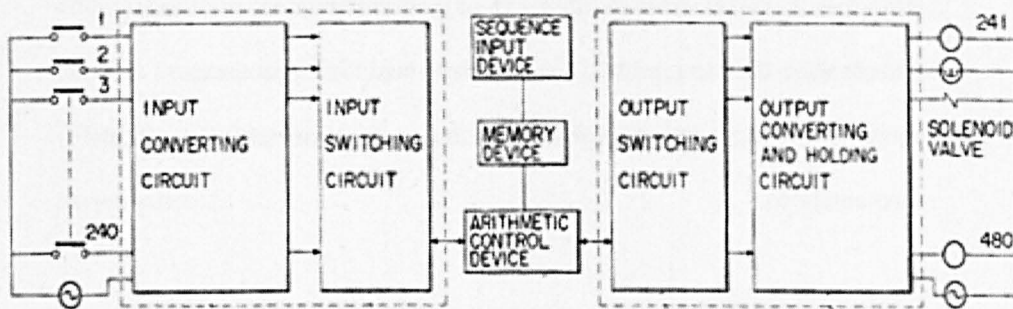 1
2
3
240
INPUT
CONVERTING
CIRCUIT
INPUT
SWITCHING
CIRCUIT
SEQUENCE
INPUT
DEVICE
MEMORY
DEVICE
ARITHMETIC
CONTROL
DEVICE
OUTPUT
SWITCHING
CIRCUIT
OUTPUT
CONVERTING
AND HOLDING
CIRCUIT
241
SOLENOID
VALVE
480